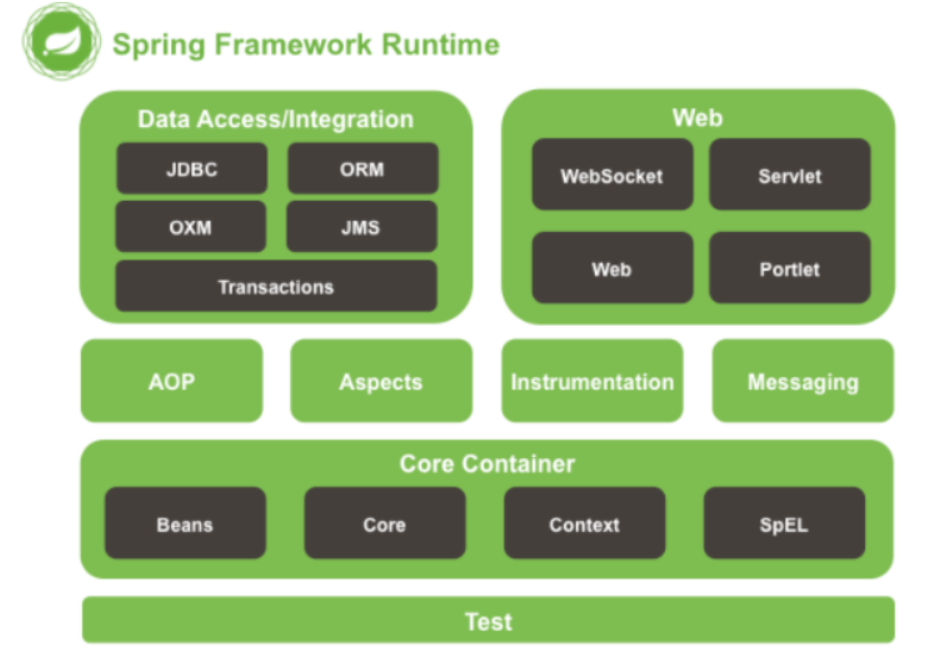 Spring Framework Runtime
Data Access/Integration
JDBC
ORM
OXM
JMS
Transactions
Web
WebSocket
Servlet
Web
Portlet
AOP
Aspects
Instrumentation
Messaging
Core Container
Beans
Core
Context
SpEL
Test